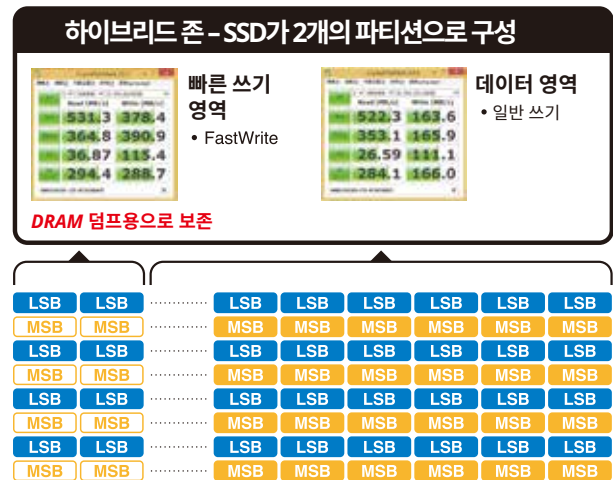 하이브리드 존 – SSD가 2개의 파티션으로 구성
빠른 쓰기
영역
• FastWrite
531.3 378.4
364.8 390.9
36.87 115.4
294.4 288.7
DRAM 덤프용으로 보존
데이터 영역
• 일반 쓰기
Read [MB/s] Write [MB/s]
522.3 163.6
353.1 165.9
26.59 111.1
284.1 166.0
LSB LSB LSB LSB LSB LSB LSB LSB
MSB MSB MSB MSB MSB MSB MSB MSB
LSB LSB LSB LSB LSB LSB LSB LSB
MSB MSB MSB MSB MSB MSB MSB MSB
LSB LSB LSB LSB LSB LSB LSB LSB
MSB MSB MSB MSB MSB MSB MSB MSB
LSB LSB LSB LSB LSB LSB LSB LSB
MSB MSB MSB MSB MSB MSB MSB MSB